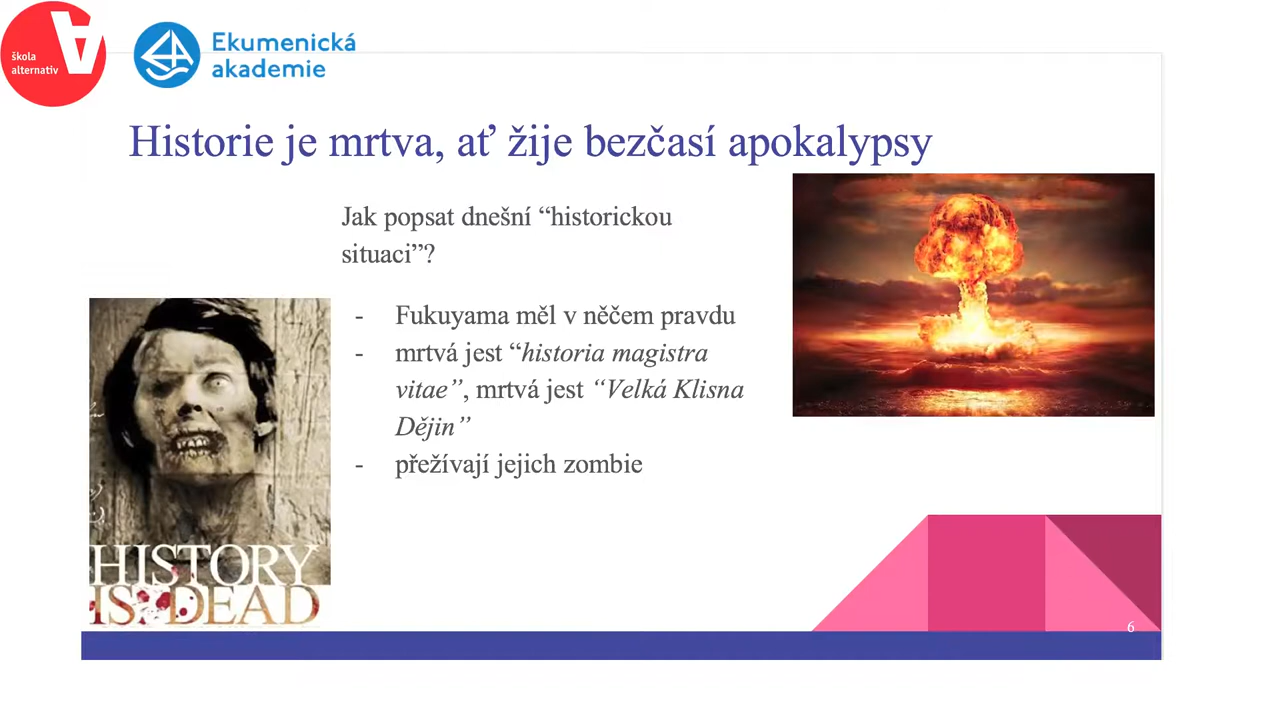 škola
alternativ
Ekumenická
akademie
Historie je mrtva, ať žije bezčasí apokalypsy
Jak popsat dnešní “historickou
situaci”?
- Fukuyama měl v něčem pravdu
- mrtvá jest “historia magistra
vitae”, mrtvá jest “Velká Klisna
Dějin”
- přežívají jejich zombie
HISTORY
IS DEAD
6